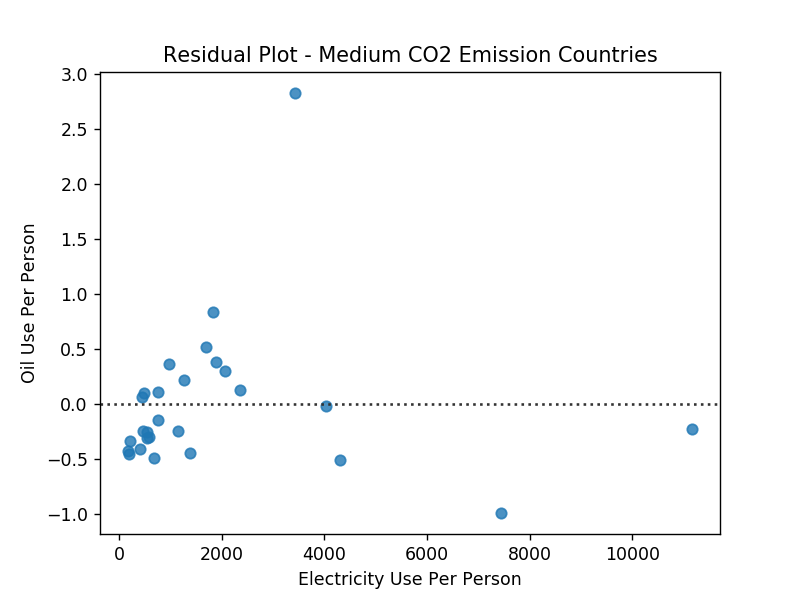 Residual Plot - Medium CO2 Emission Countries
3.0
2.5
2.0
1.5
1.0
0.5
0.0
−0.5
−1.0
Oil Use Per Person
0 2000 4000 6000 8000 10000
Electricity Use Per Person